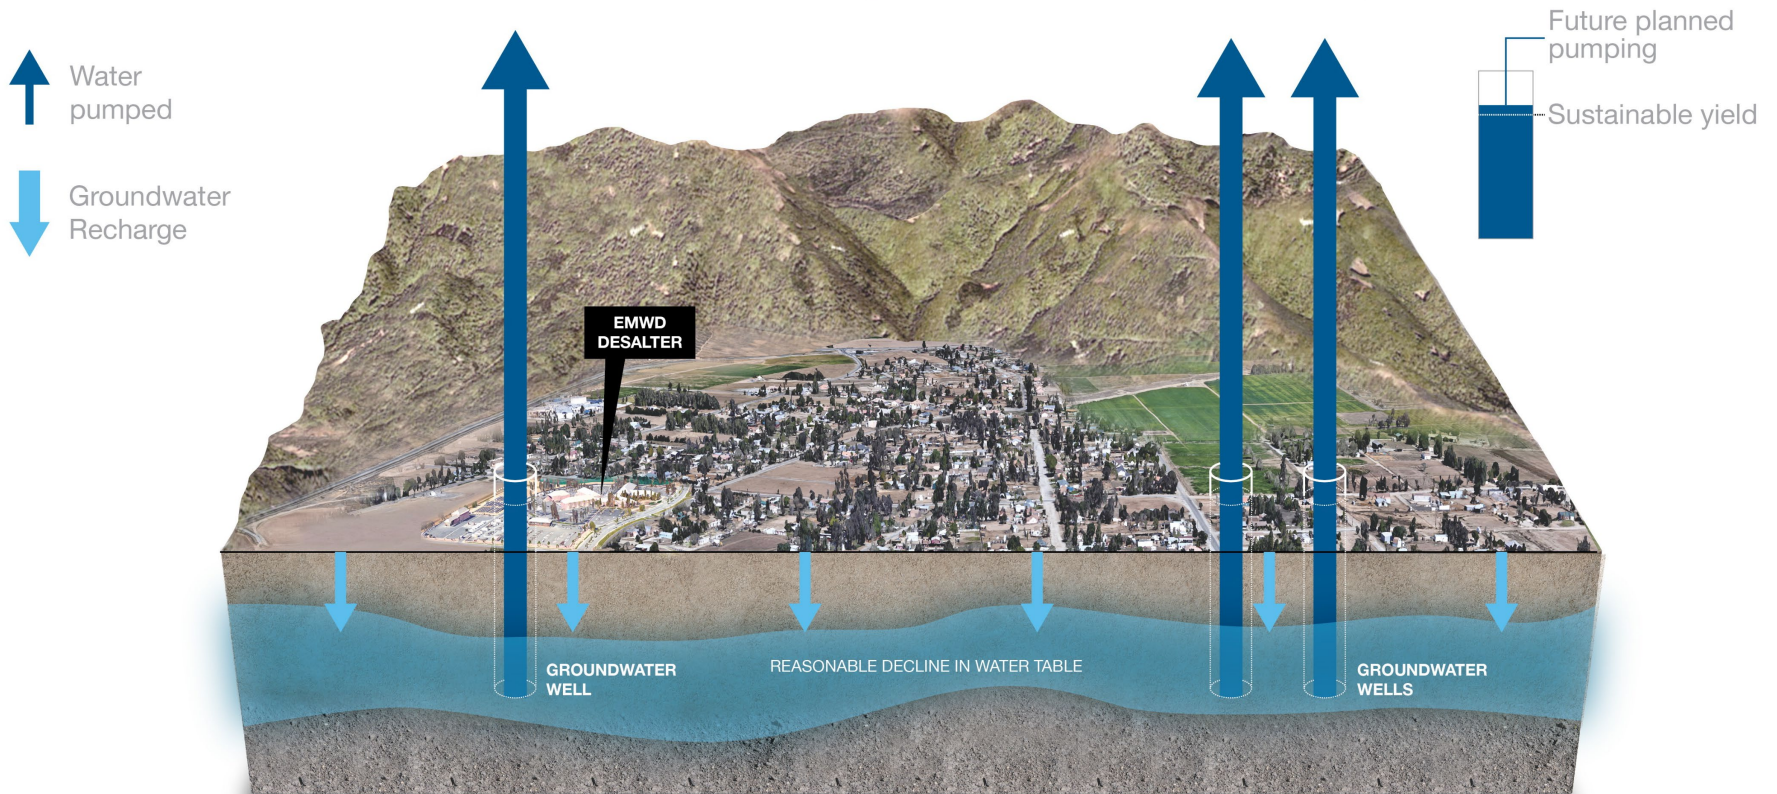 Water
pumped
Groundwater
Recharge
Future planned
pumping
Sustainable yield
EMWD
DESALTER
GROUNDWATER
WELL
REASONABLE DECLINE IN WATER TABLE
GROUNDWATER
WELLS